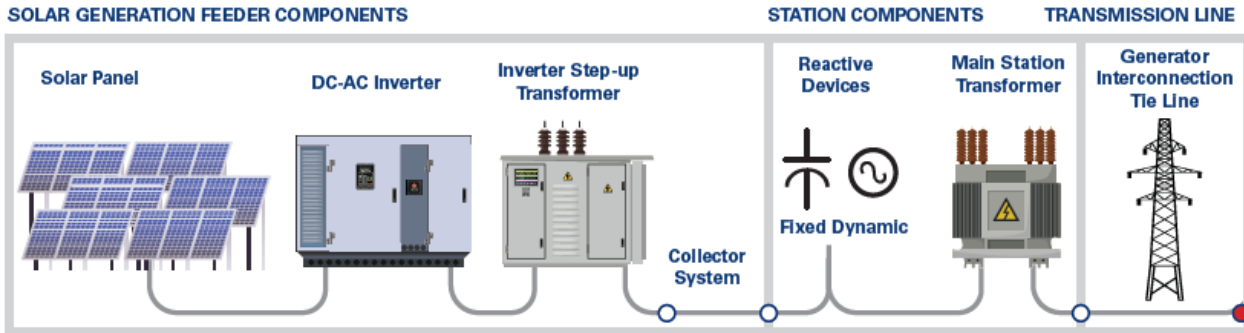 SOLAR GENERATION FEEDER COMPONENTS
STATION COMPONENTS
TRANSMISSION LINE
Solar Panel
DC-AC Inverter
Inverter Step-up
Transformer
Collector
System
Reactive
Devices
Fixed Dynamic
Main Station
Transformer
Generator
Interconnection
Tie Line